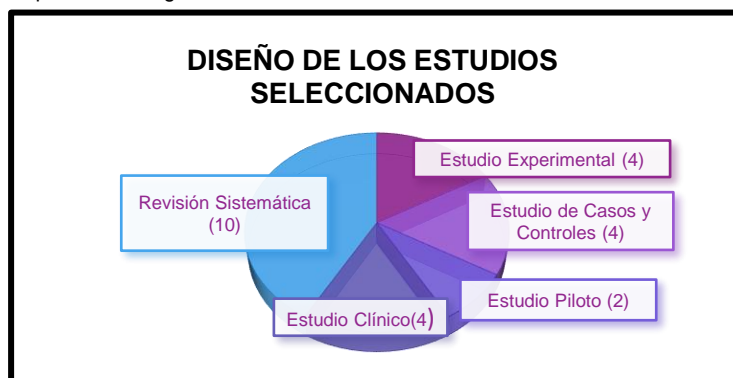 DISEÑO DE LOS ESTUDIOS
SELECCIONADOS
Estudio Experimental (4)
Revisión Sistemática
(10)
Estudio de Casos y
Controles (4)
Estudio Piloto (2)
Estudio Clínico(4)